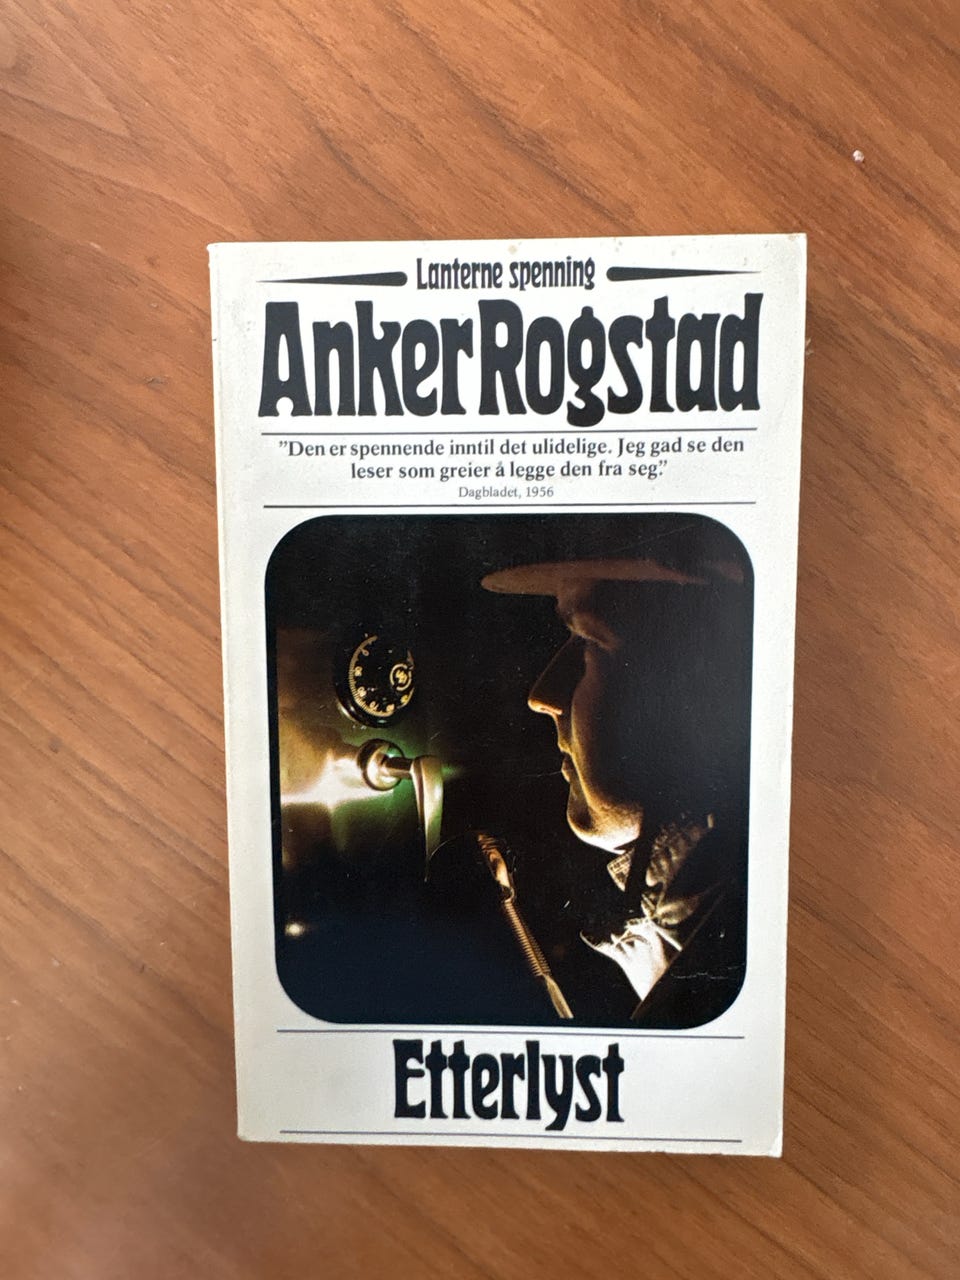 Lanterne spenning
Anker Rogstad
”Den er spennende inntil det ulidelige. Jeg gad se den
leser som greier å legge den fra seg.”
Dagbladet, 1956
Etterlyst